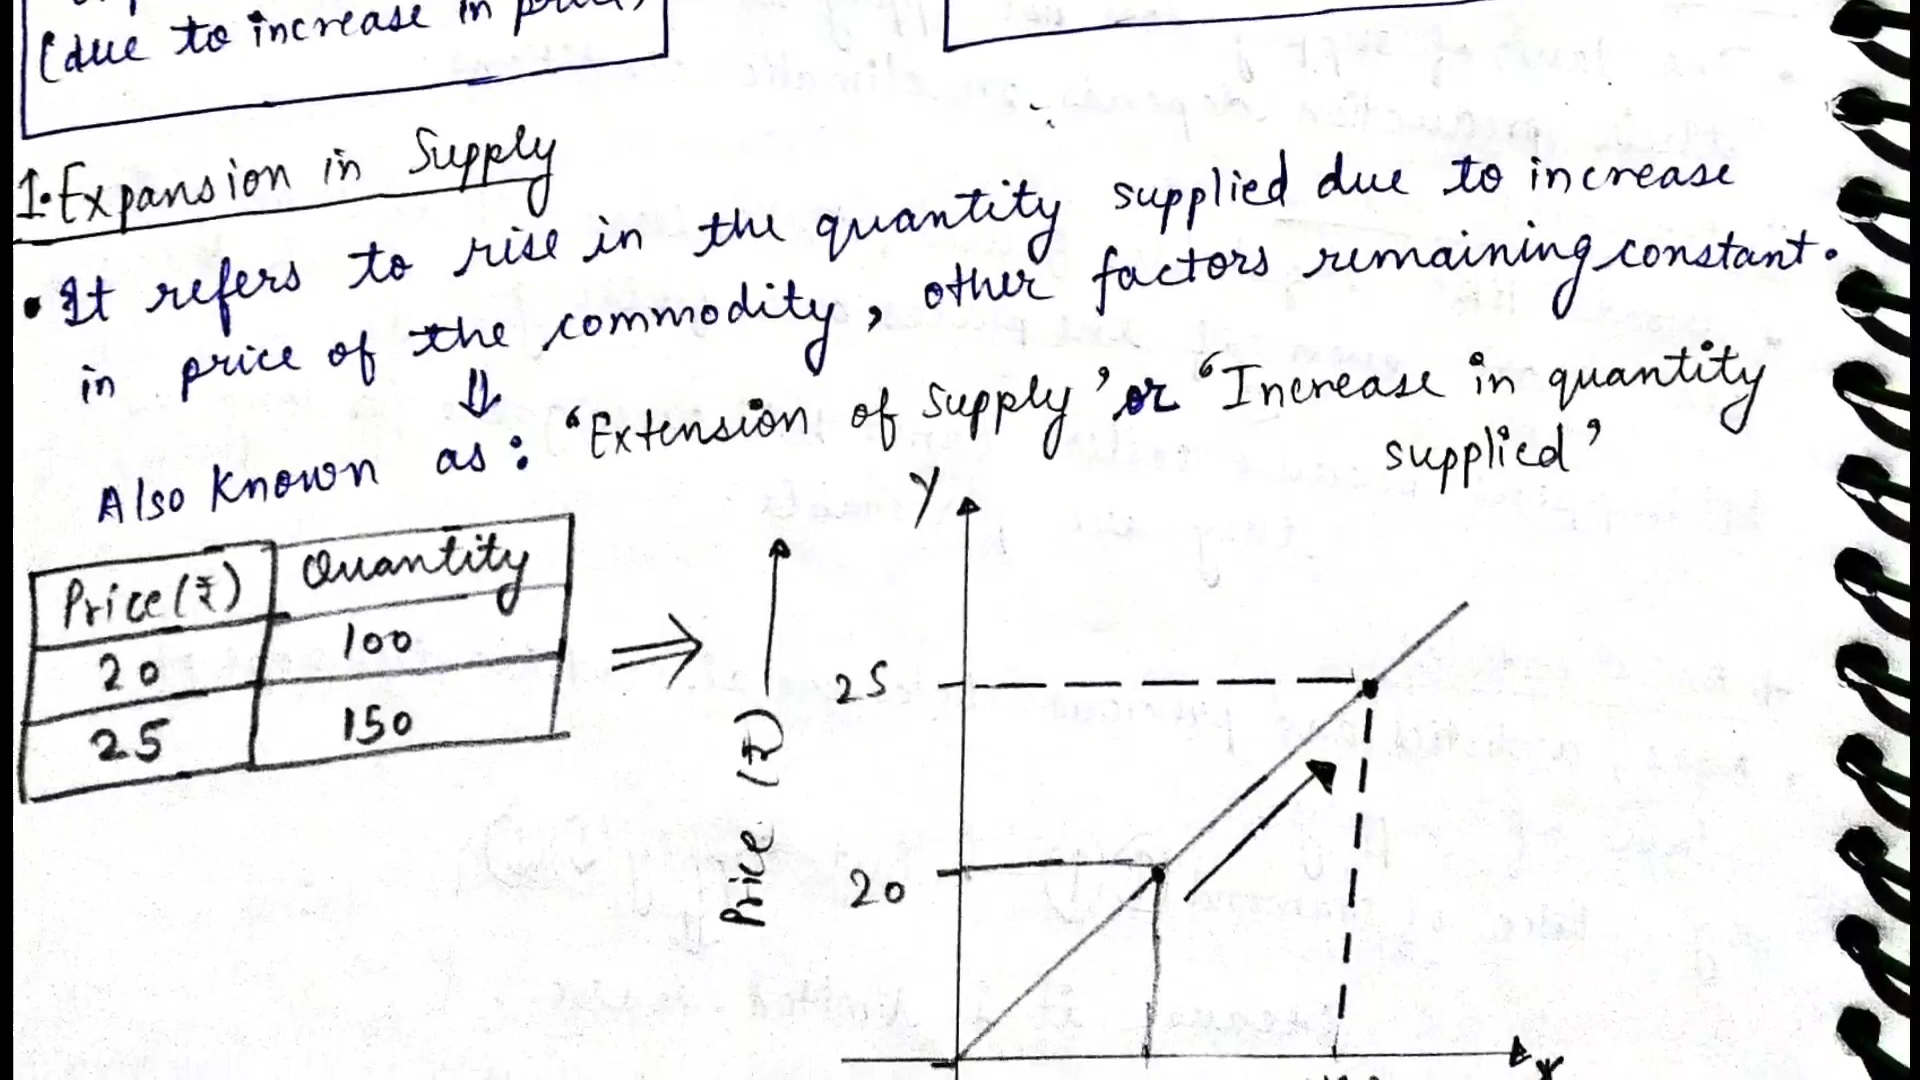 (due to increase in price)
1. Expansion in Supply
• It refers to rise in the quantity supplied due to increase
in price of the commodity, other factors remaining constant.
⇓
Also known as: 'Extension of supply' or 'Increase in quantity
supplied'
Price (₹) Quantity
20 100
25 150
⇒
Y
Price (₹)
25
20
X